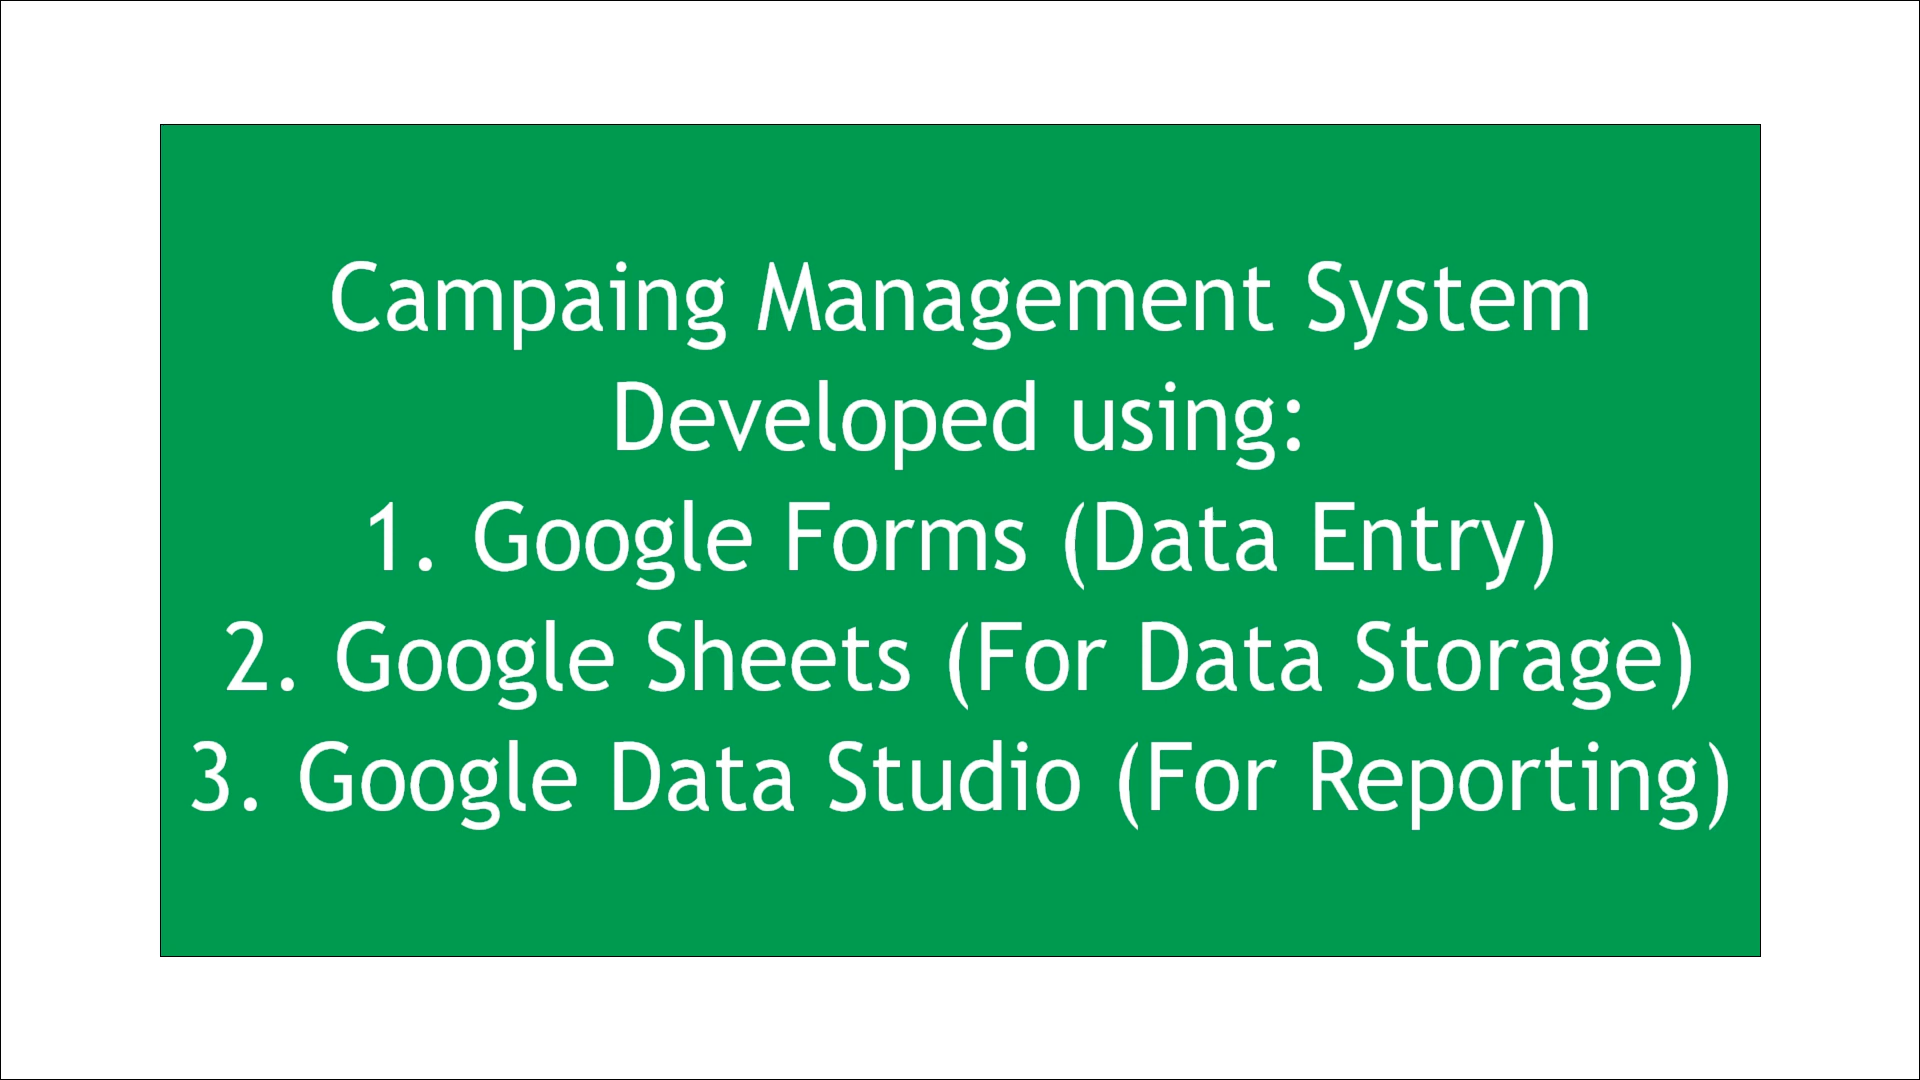 Campaing Management System
Developed using:
1. Google Forms (Data Entry)
2. Google Sheets (For Data Storage)
3. Google Data Studio (For Reporting)